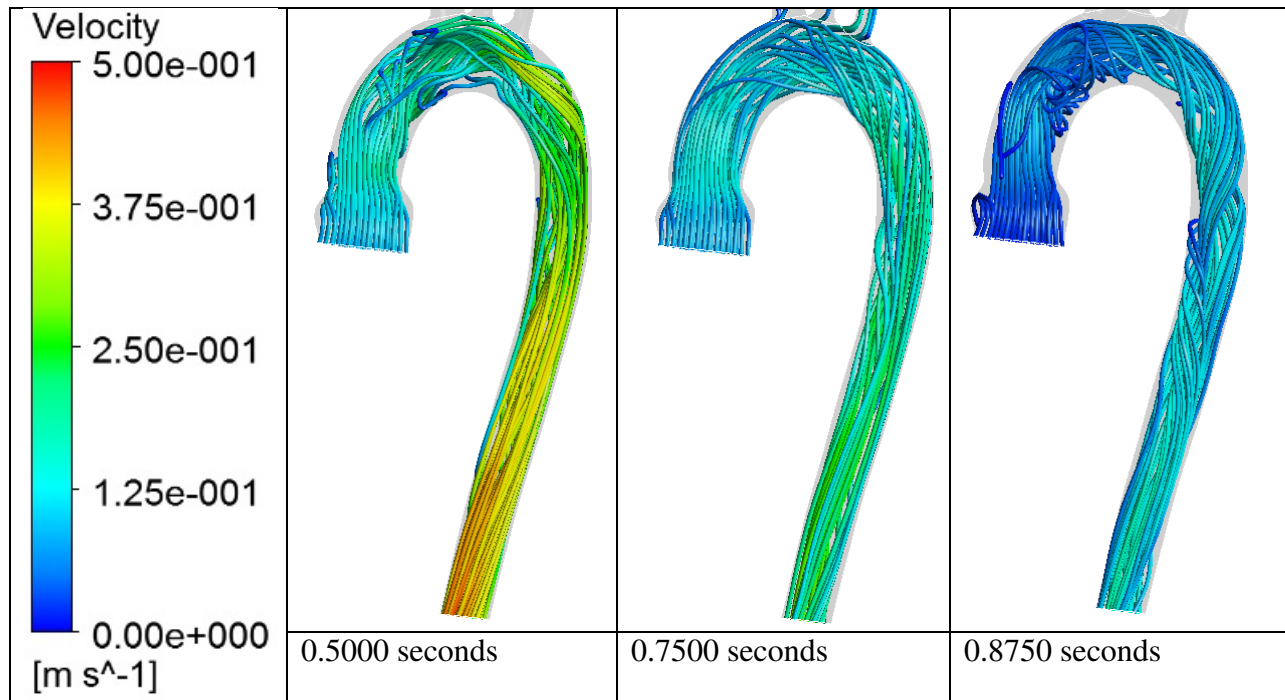 Velocity
5.00e-001
3.75e-001
2.50e-001
1.25e-001
0.00e+000
[m s^-1]
0.5000 seconds
0.7500 seconds
0.8750 seconds